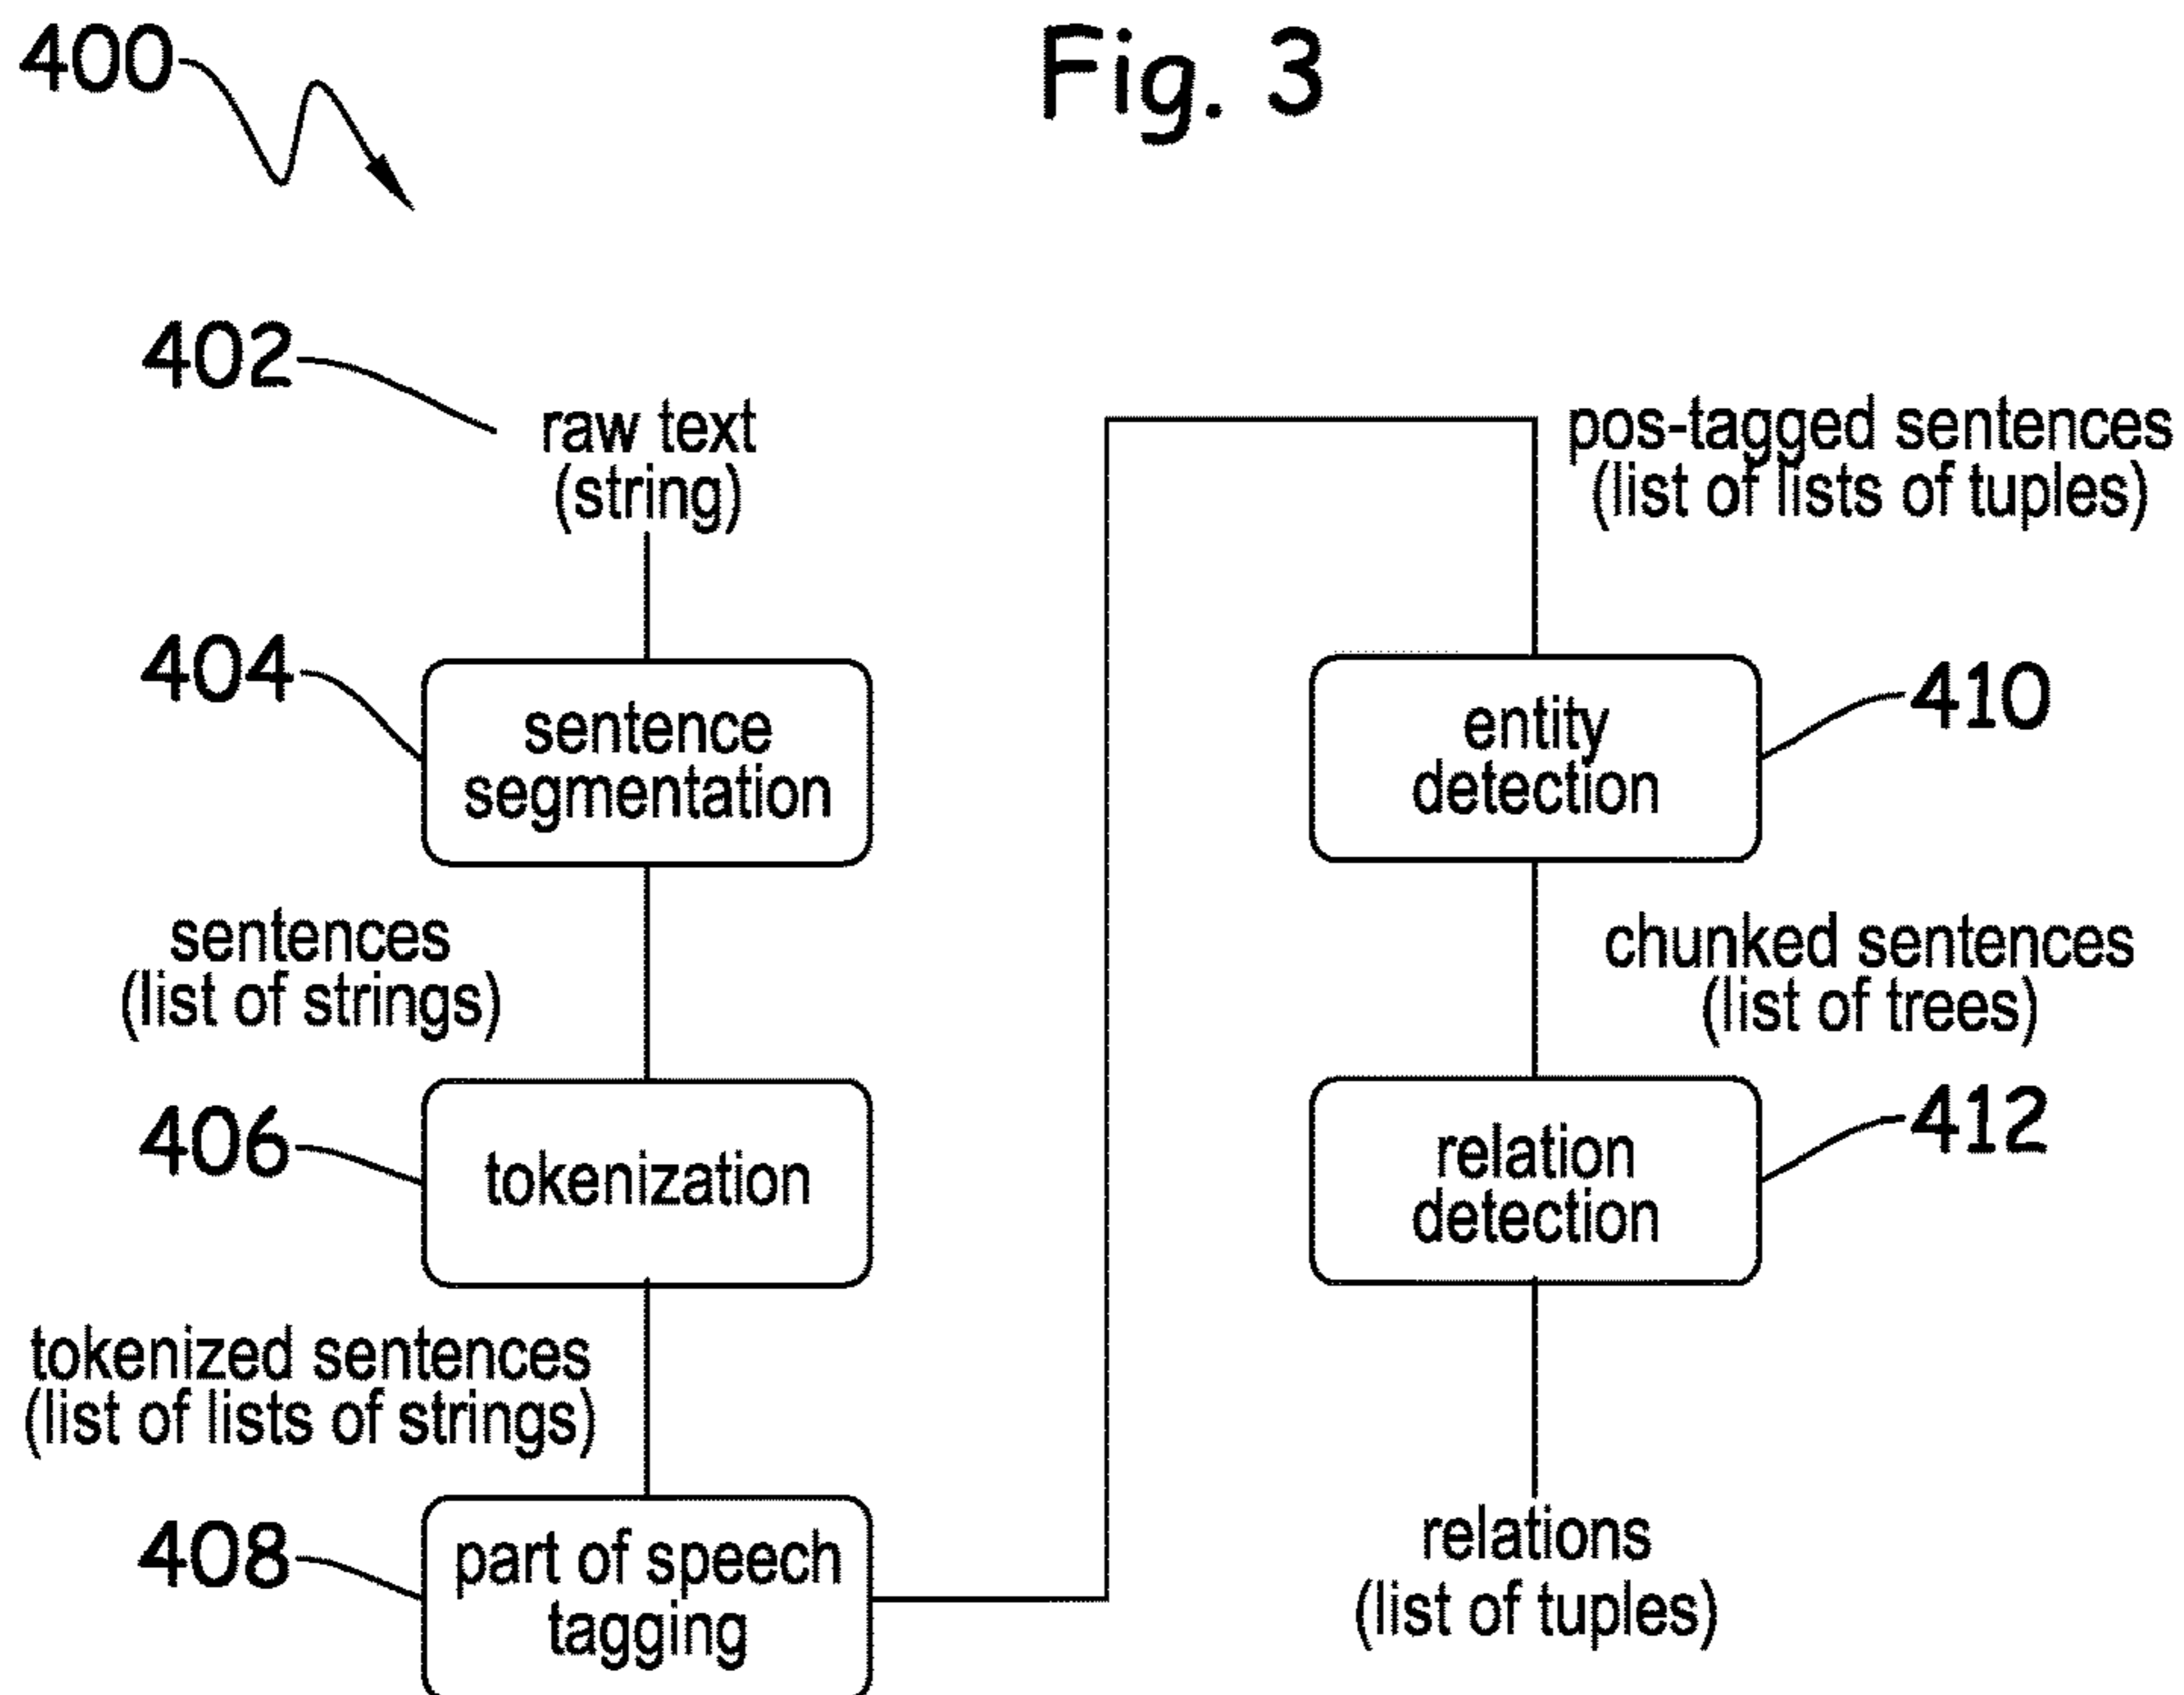 400
Fig. 3
402
raw text
(string)
404
sentence
segmentation
sentences
(list of strings)
406
tokenization
tokenized sentences
(list of lists of strings)
408
part of speech
tagging
pos-tagged sentences
(list of lists of tuples)
entity
detection
410
chunked sentences
(list of trees)
relation
detection
412
relations
(list of tuples)